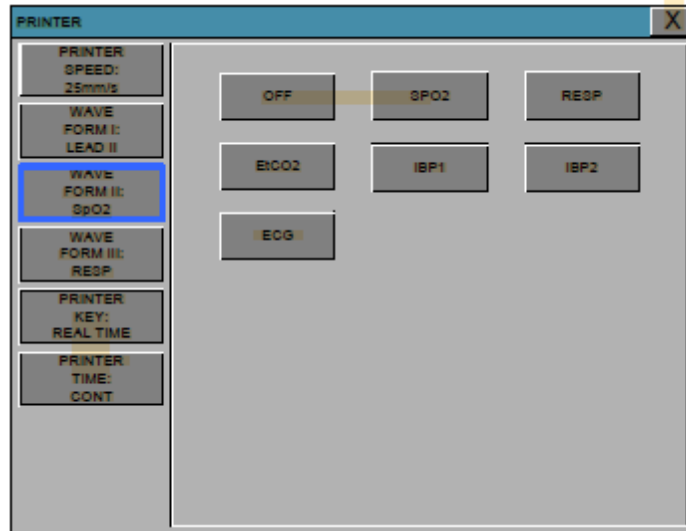 PRINTER
X
PRINTER
SPEED:
25mm/s
WAVE
FORM I:
LEAD II
WAVE
FORM II:
SpO2
WAVE
FORM III:
RESP
PRINTER
KEY:
REAL TIME
PRINTER
TIME:
CONT
OFF SPO2 RESP
EtCO2 IBP1 IBP2
ECG